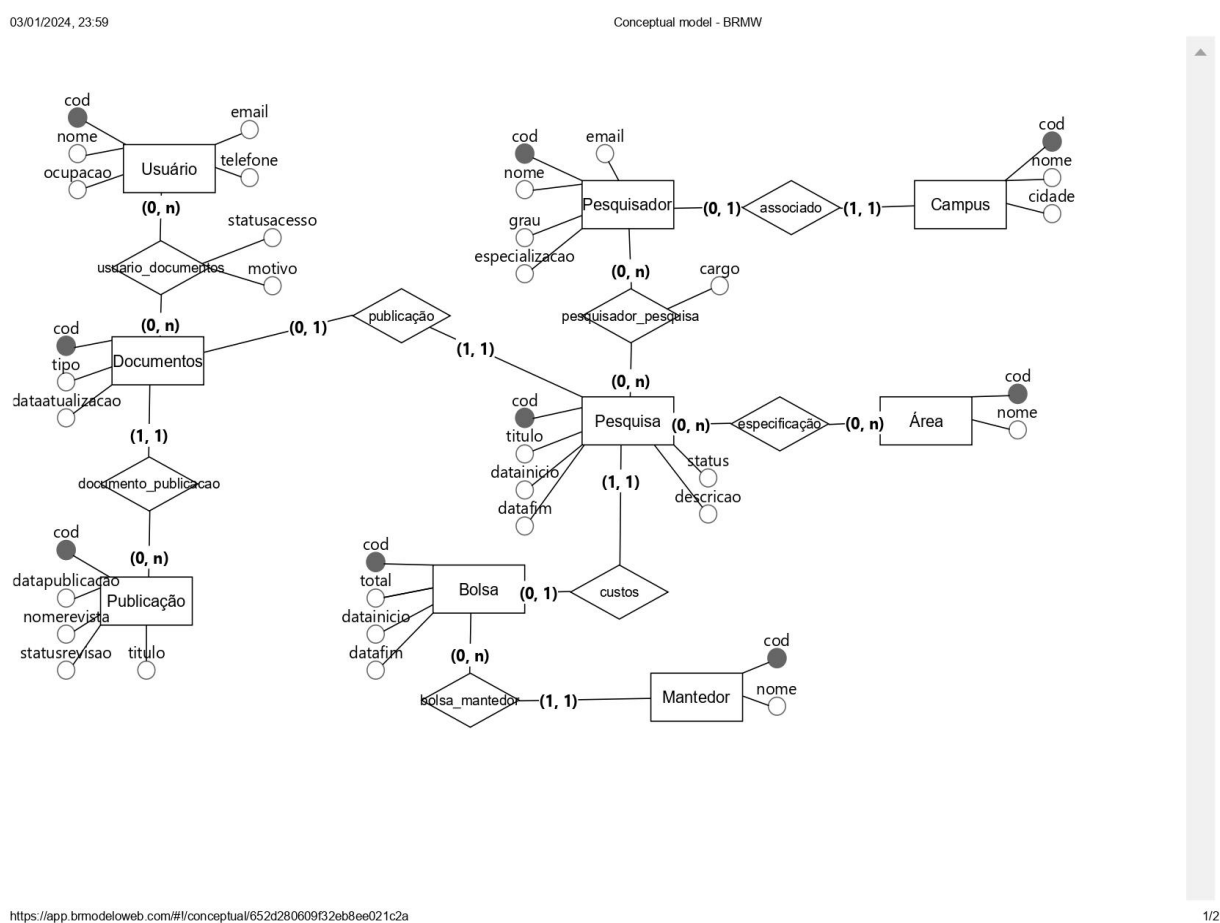 03/01/2024, 23:59
Conceptual model - BRMW
cod
nome
ocupacao
Usuário
email
telefone
(0, n)
usuario_documentos
statusacesso
motivo
(0, n)
cod
tipo
dataatualizacao
Documentos
(0, 1)
publicação
(1, 1)
(1, 1)
documento_publicacao
(0, n)
cod
datapublicação
nomerevista
statusrevisao
titulo
Publicação
cod
nome
grau
especializacao
email
Pesquisador
(0, 1)
associado
(1, 1)
Campus
cod
nome
cidade
(0, n)
pesquisador_pesquisa
cargo
(0, n)
cod
titulo
datainicio
datafim
Pesquisa
status
descricao
(0, n)
especificação
(0, n)
Área
cod
nome
(1, 1)
custos
(0, 1)
cod
total
datainicio
datafim
Bolsa
(0, n)
bolsa_mantedor
(1, 1)
Mantedor
cod
nome
https://app.brmodeloweb.com/#!/conceptual/652d280609f32eb8ee021c2a
1/2